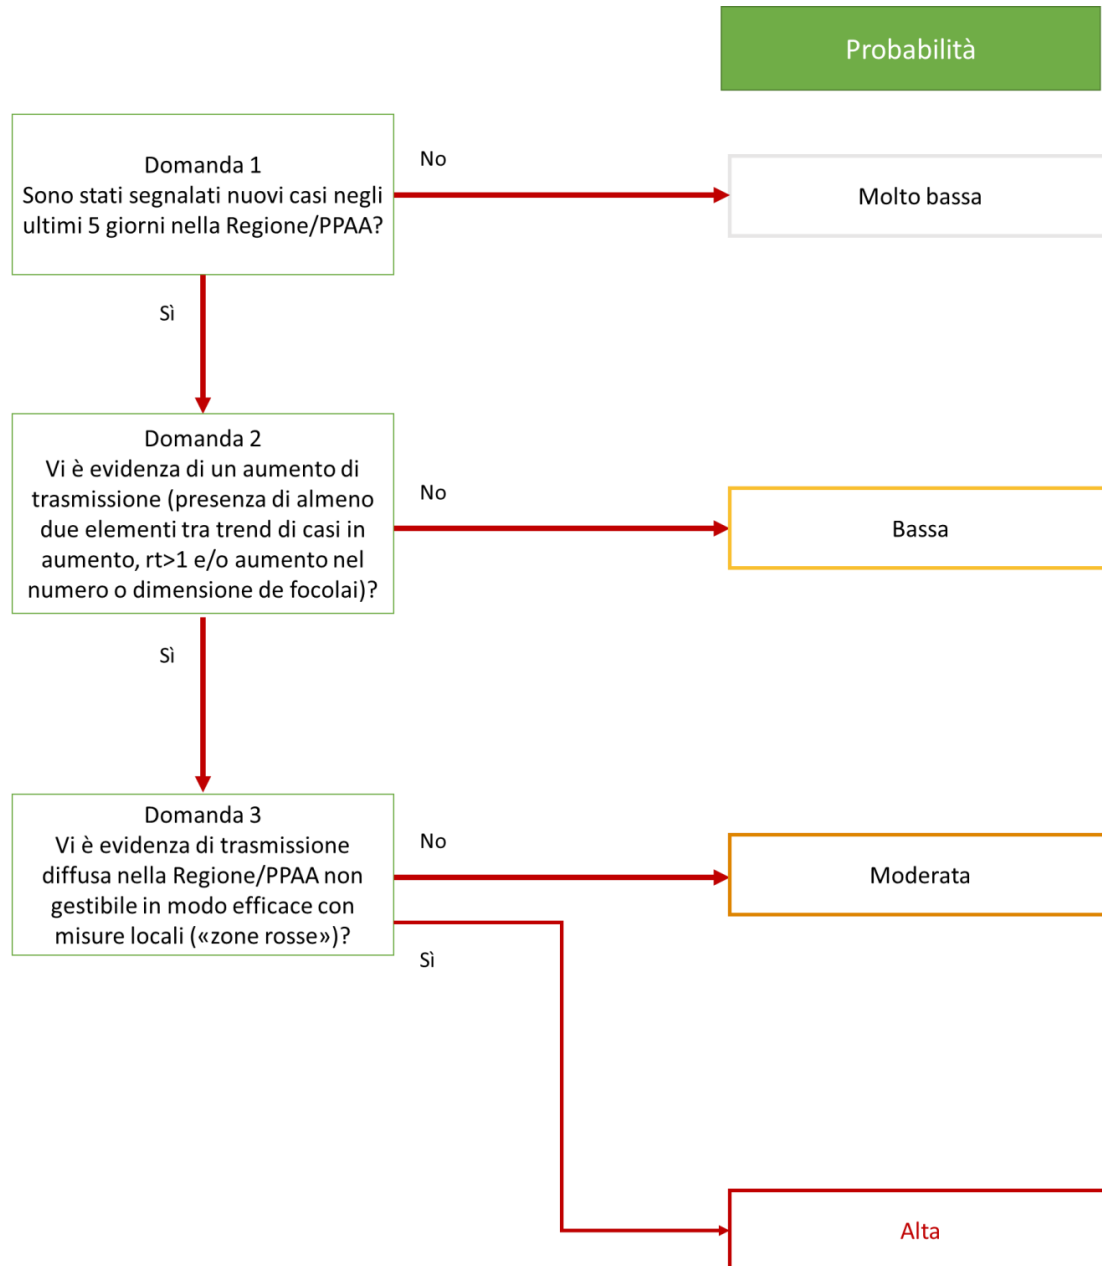 Probabilità
Domanda 1
Sono stati segnalati nuovi casi negli
ultimi 5 giorni nella Regione/PPAA?
No
Molto bassa
Sì
Domanda 2
Vi è evidenza di un aumento di
trasmissione (presenza di almeno
due elementi tra trend di casi in
aumento, rt>1 e/o aumento nel
numero o dimensione de focolai)?
No
Bassa
Sì
Domanda 3
Vi è evidenza di trasmissione
diffusa nella Regione/PPAA non
gestibile in modo efficace con
misure locali («zone rosse»)?
No
Moderata
Sì
Alta